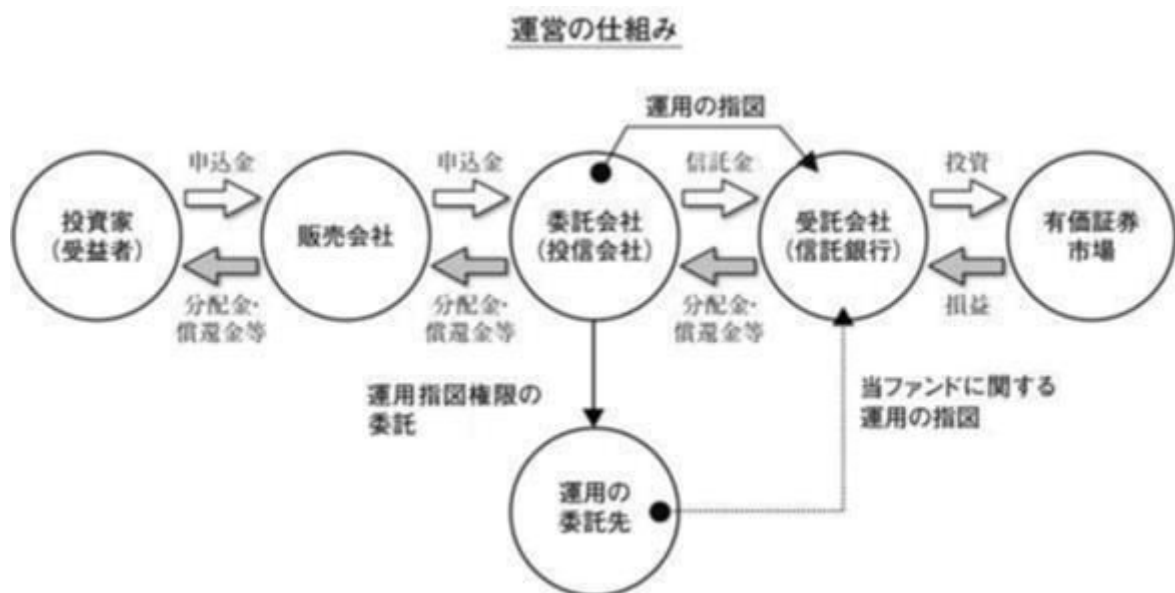 運営の仕組み
運用の指図
申込金
申込金
信託金
投資
投資家
(受益者)
販売会社
委託会社
(投信会社)
受託会社
(信託銀行)
有価証券
市場
分配金・
償還金等
分配金・
償還金等
分配金・
償還金等
損益
運用指図権限の
委託
当ファンドに関する
運用の指図
運用の
委託先